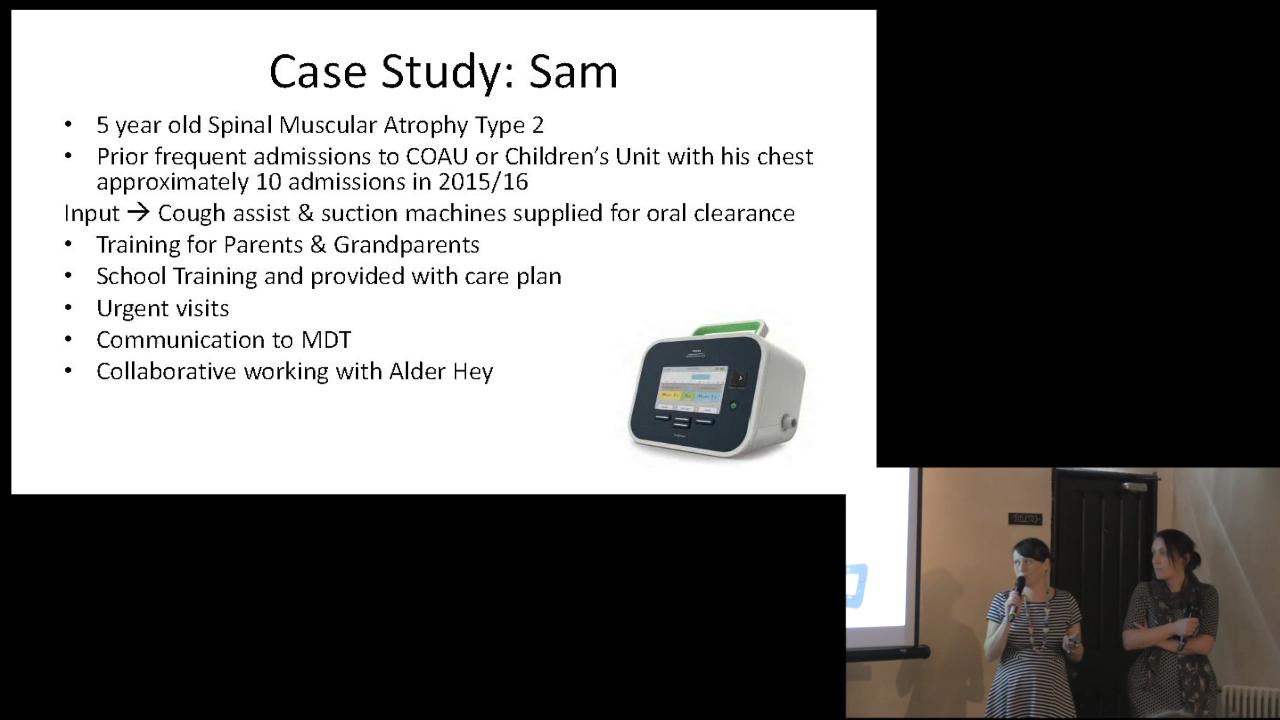 Case Study: Sam
• 5 year old Spinal Muscular Atrophy Type 2
• Prior frequent admissions to COAU or Children's Unit with his chest
approximately 10 admissions in 2015/16
Input → Cough assist & suction machines supplied for oral clearance
• Training for Parents & Grandparents
• School Training and provided with care plan
• Urgent visits
• Communication to MDT
• Collaborative working with Alder Hey